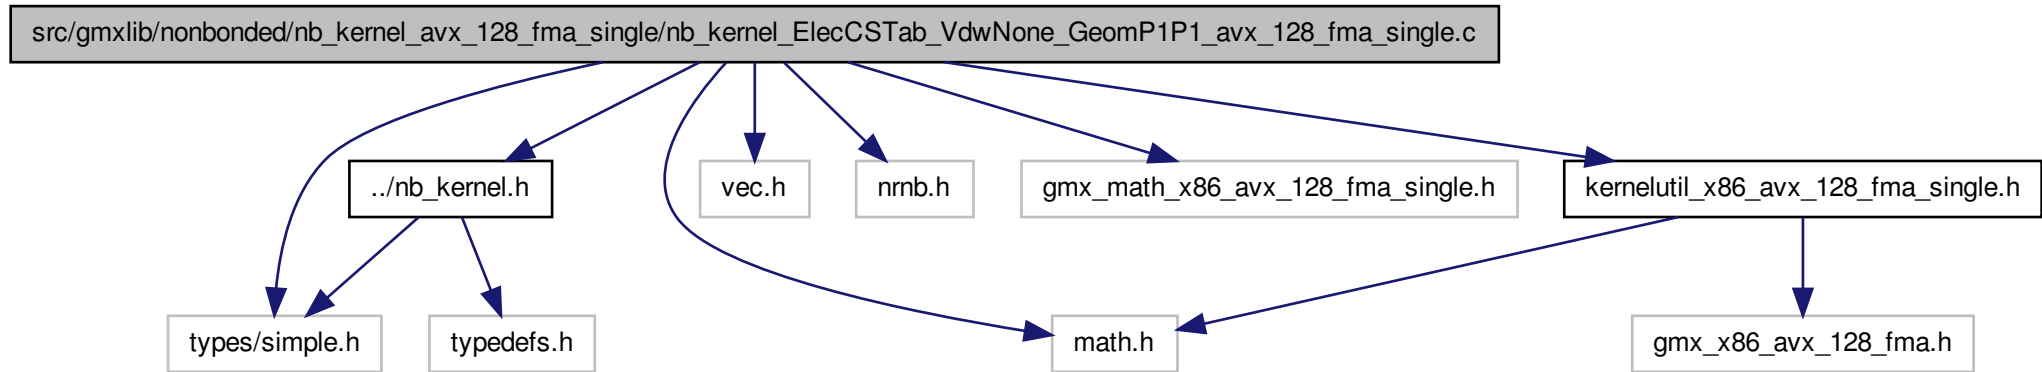 src/gmxlib/nonbonded/nb_kernel_avx_128_fma_single/nb_kernel_ElecCSTab_VdwNone_GeomP1P1_avx_128_fma_single.c
../nb_kernel.h
vec.h
nrnb.h
gmx_math_x86_avx_128_fma_single.h
kernelutil_x86_avx_128_fma_single.h
types/simple.h
typedefs.h
math.h
gmx_x86_avx_128_fma.h